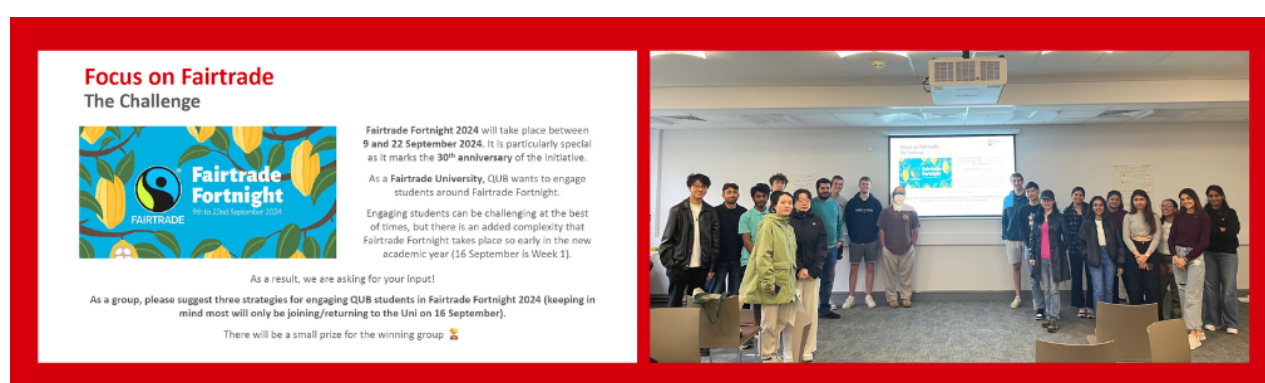 Focus on Fairtrade
The Challenge
FAIRTRADE
Fairtrade
Fortnight
9th to 22nd September 2024
Fairtrade Fortnight 2024 will take place between
9 and 22 September 2024. It is particularly special
as it marks the 30th anniversary of the initiative.
As a Fairtrade University, QUB wants to engage
students around Fairtrade Fortnight.
Engaging students can be challenging at the best
of times, but there is an added complexity that
Fairtrade Fortnight takes place so early in the new
academic year (16 September is Week 1).
As a result, we are asking for your input!
As a group, please suggest three strategies for engaging QUB students in Fairtrade Fortnight 2024 (keeping in
mind most will only be joining/returning to the Uni on 16 September).
There will be a small prize for the winning group 🏆
Focus on Fairtrade
The Challenge
Fairtrade
Fortnight